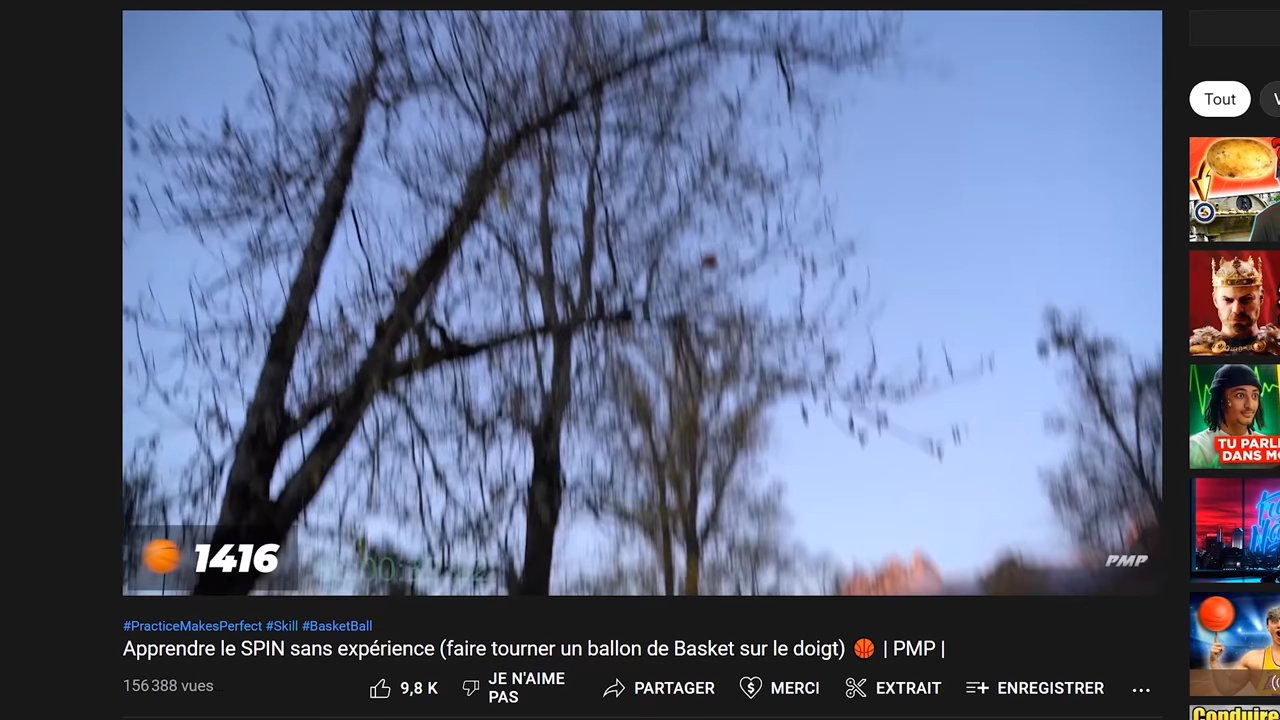 Tout
1416
PMP
TU PARL
DANS M
#PracticeMakesPerfect #Skill #BasketBall
Apprendre le SPIN sans expérience (faire tourner un ballon de Basket sur le doigt) 🏀 | PMP |
156 388 vues
9,8 K
JE N'AIME
PAS
PARTAGER
MERCI
EXTRAIT
ENREGISTRER
...
Conduire